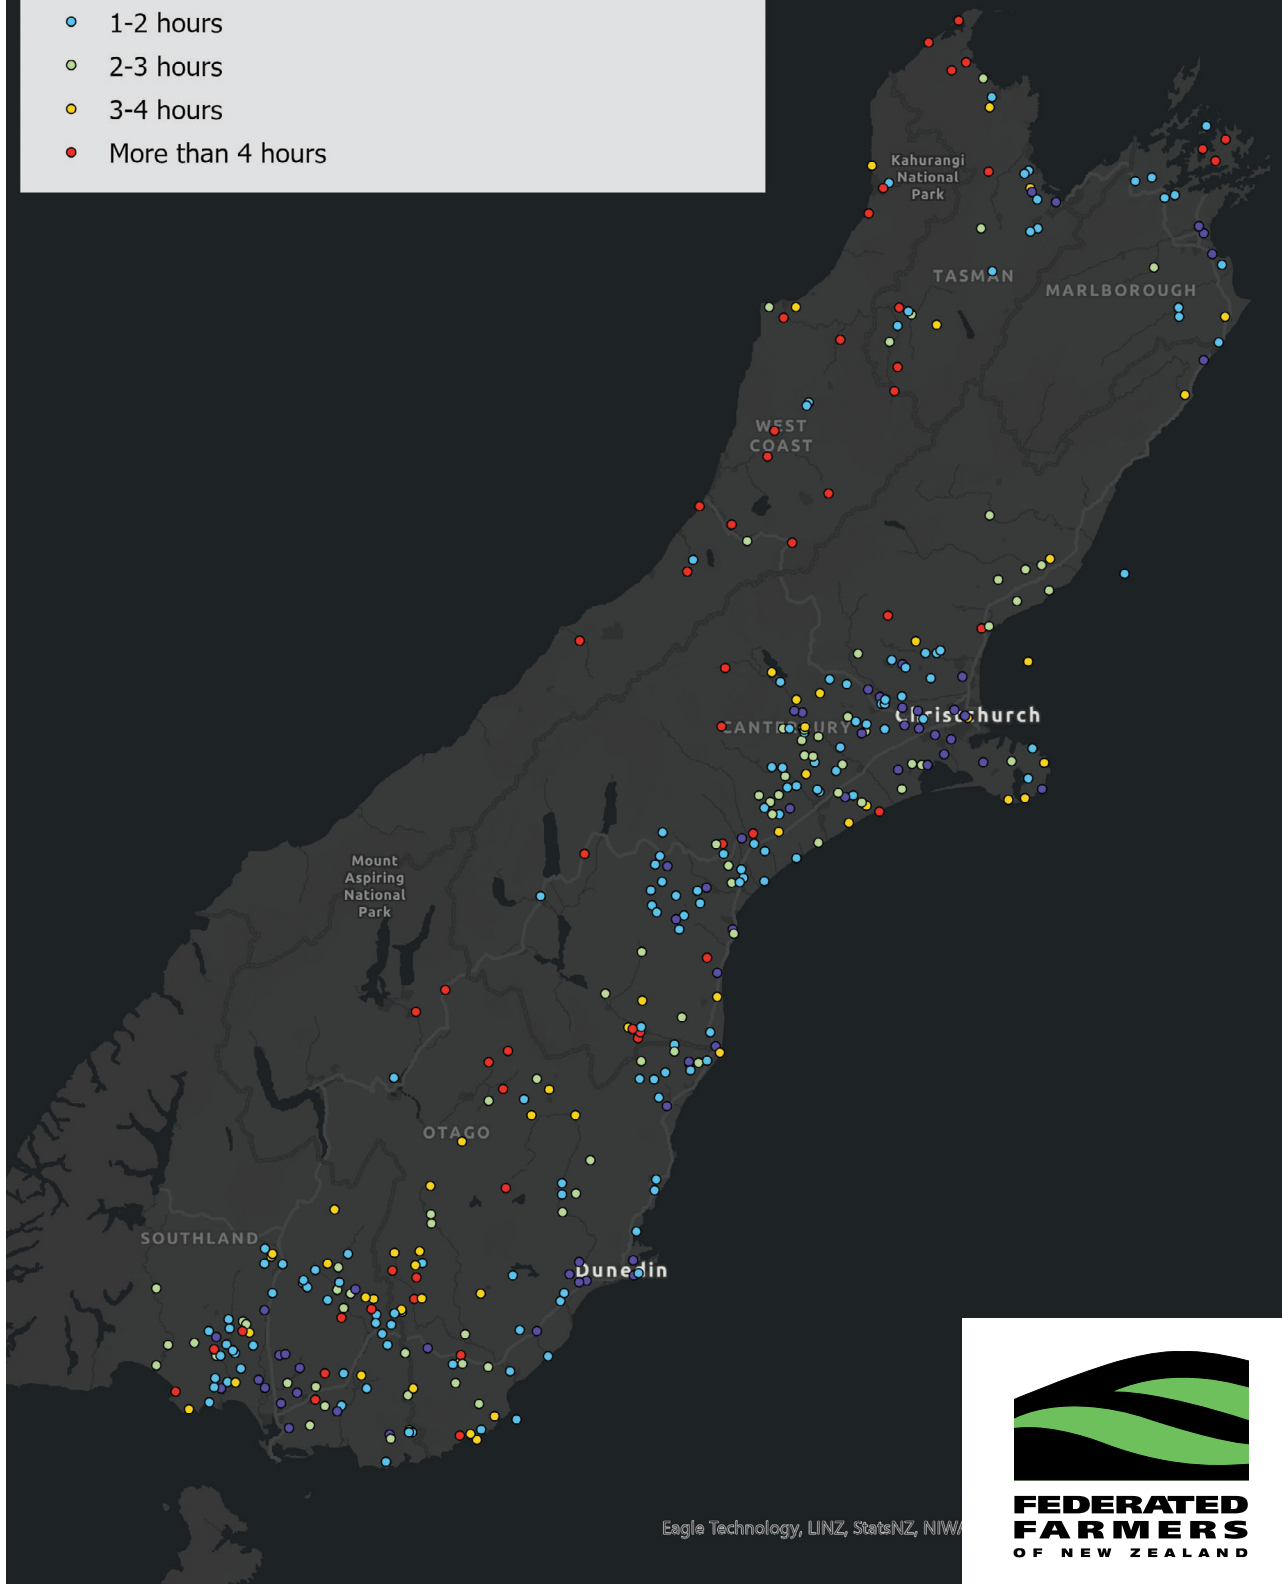 1-2 hours
2-3 hours
3-4 hours
More than 4 hours
Kahurangi
National
Park
TASMAN
MARLBOROUGH
WEST
COAST
CANTERBURY
Christchurch
Mount
Aspiring
National
Park
OTAGO
SOUTHLAND
Dunedin
Eagle Technology, LINZ, StatsNZ, NIWA
FEDERATED
FARMERS
OF NEW ZEALAND